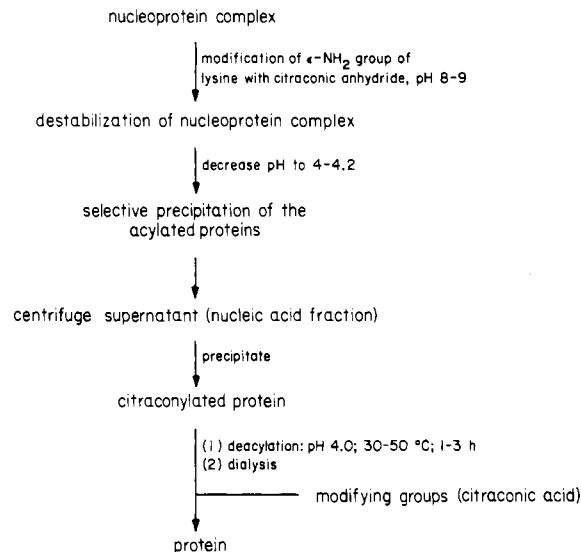 nucleoprotein complex
modification of ϵ-NH₂ group of
lysine with citraconic anhydride, pH 8-9
destabilization of nucleoprotein complex
decrease pH to 4-4.2
selective precipitation of the
acylated proteins
centrifuge supernatant (nucleic acid fraction)
precipitate
citraconylated protein
(1) deacylation: pH 4.0; 30-50 °C; 1-3 h
(2) dialysis
modifying groups (citraconic acid)
protein